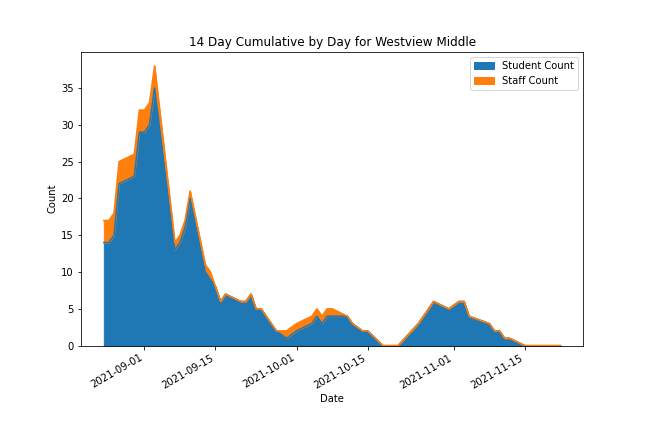 14 Day Cumulative by Day for Westview Middle
Student Count
Staff Count
Count
35
30
25
20
15
10
5
0
2021-09-01
2021-09-15
2021-10-01
2021-10-15
2021-11-01
2021-11-15
Date